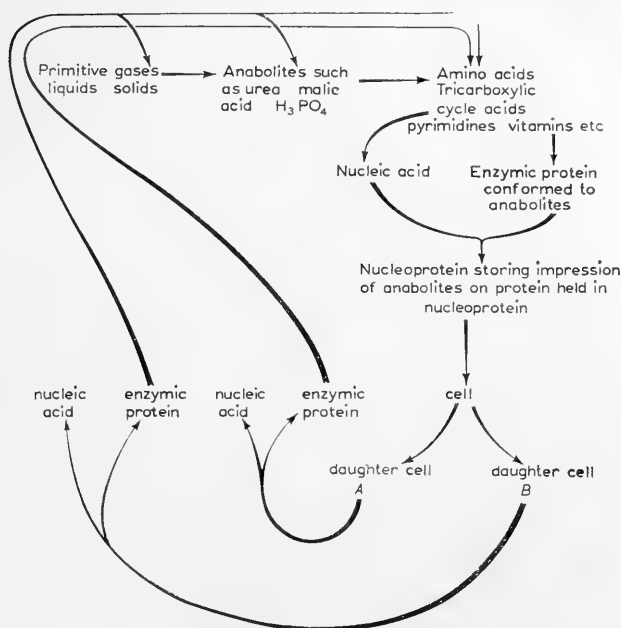 Primitive gases
liquids solids
Anabolites such
as urea malic
acid H₃PO₄
Amino acids
Tricarboxylic
cycle acids
pyrimidines vitamins etc
Nucleic acid
Enzymic protein
conformed to
anabolites
Nucleoprotein storing impression
of anabolites on protein held in
nucleoprotein
nucleic
acid
enzymic
protein
nucleic
acid
enzymic
protein
cell
daughter cell
A
daughter cell
B